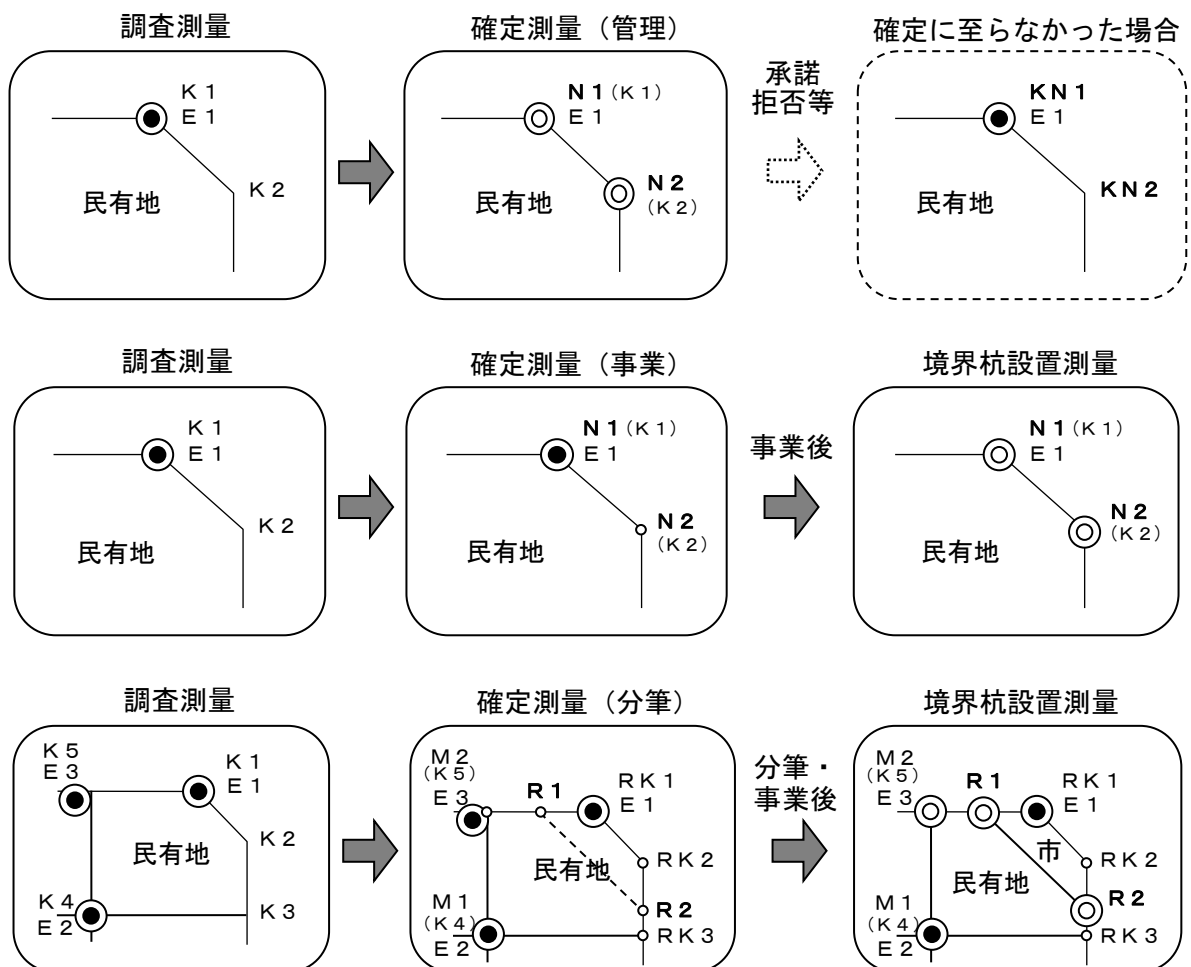 調査測量
確定測量（管理）
確定に至らなかった場合
Ｋ１
Ｅ１
Ｋ２
民有地
Ｎ１（Ｋ１）
Ｅ１
Ｎ２
（Ｋ２）
民有地
承諾
拒否等
ＫＮ１
Ｅ１
ＫＮ２
民有地
調査測量
確定測量（事業）
境界杭設置測量
Ｋ１
Ｅ１
Ｋ２
民有地
Ｎ１（Ｋ１）
Ｅ１
Ｎ２
（Ｋ２）
民有地
事業後
Ｎ１（Ｋ１）
Ｅ１
Ｎ２
（Ｋ２）
民有地
調査測量
確定測量（分筆）
境界杭設置測量
Ｋ５
Ｅ３
Ｋ１
Ｅ１
Ｋ２
民有地
Ｋ４
Ｅ２
Ｋ３
Ｍ２
（Ｋ５）
Ｅ３
Ｒ１
ＲＫ１
Ｅ１
ＲＫ２
民有地
Ｍ１
（Ｋ４）
Ｅ２
Ｒ２
ＲＫ３
分筆・
事業後
Ｍ２
（Ｋ５）
Ｅ３
Ｒ１
ＲＫ１
Ｅ１
市
ＲＫ２
民有地
Ｍ１
（Ｋ４）
Ｅ２
Ｒ２
ＲＫ３